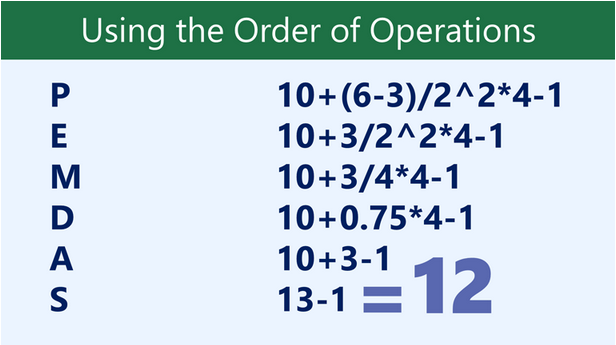 Using the Order of Operations
P 10+(6-3)/2^2*4-1
E 10+3/2^2*4-1
M 10+3/4*4-1
D 10+0.75*4-1
A 10+3-1
S 13-1 =12